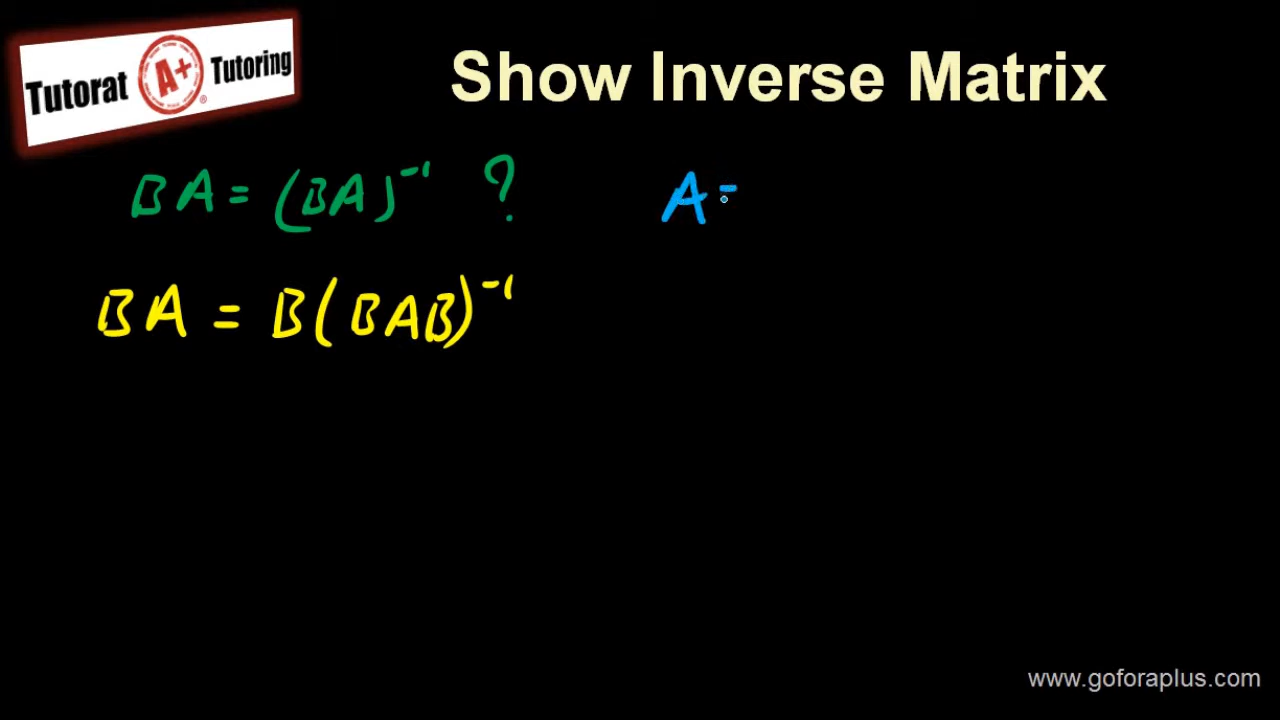 Tutorat A+ Tutoring ®
Show Inverse Matrix
BA = (BA)⁻¹ ?
A =
BA = B(BAB)⁻¹
www.goforaplus.com